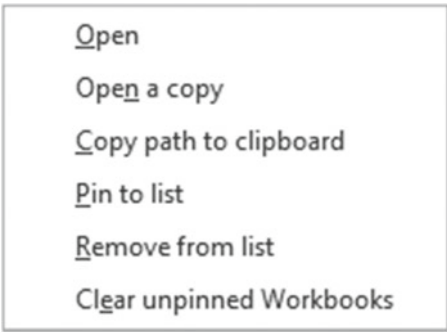 Open
Open a copy
Copy path to clipboard
Pin to list
Remove from list
Clear unpinned Workbooks